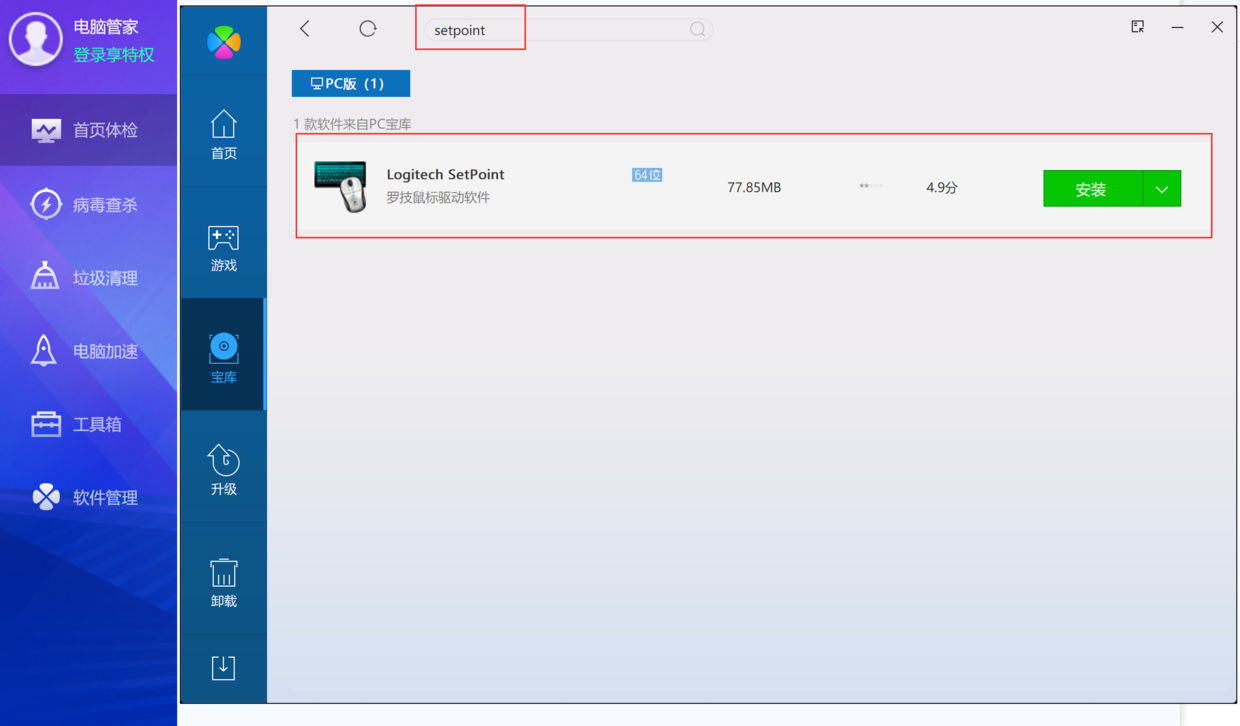 电脑管家
登录享特权
首页体检
病毒查杀
垃圾清理
电脑加速
工具箱
软件管理
首页
游戏
宝库
升级
卸载
setpoint
PC版（1）
1 款软件来自PC宝库
Logitech SetPoint
罗技鼠标驱动软件
64位
77.85MB
4.9分
安装